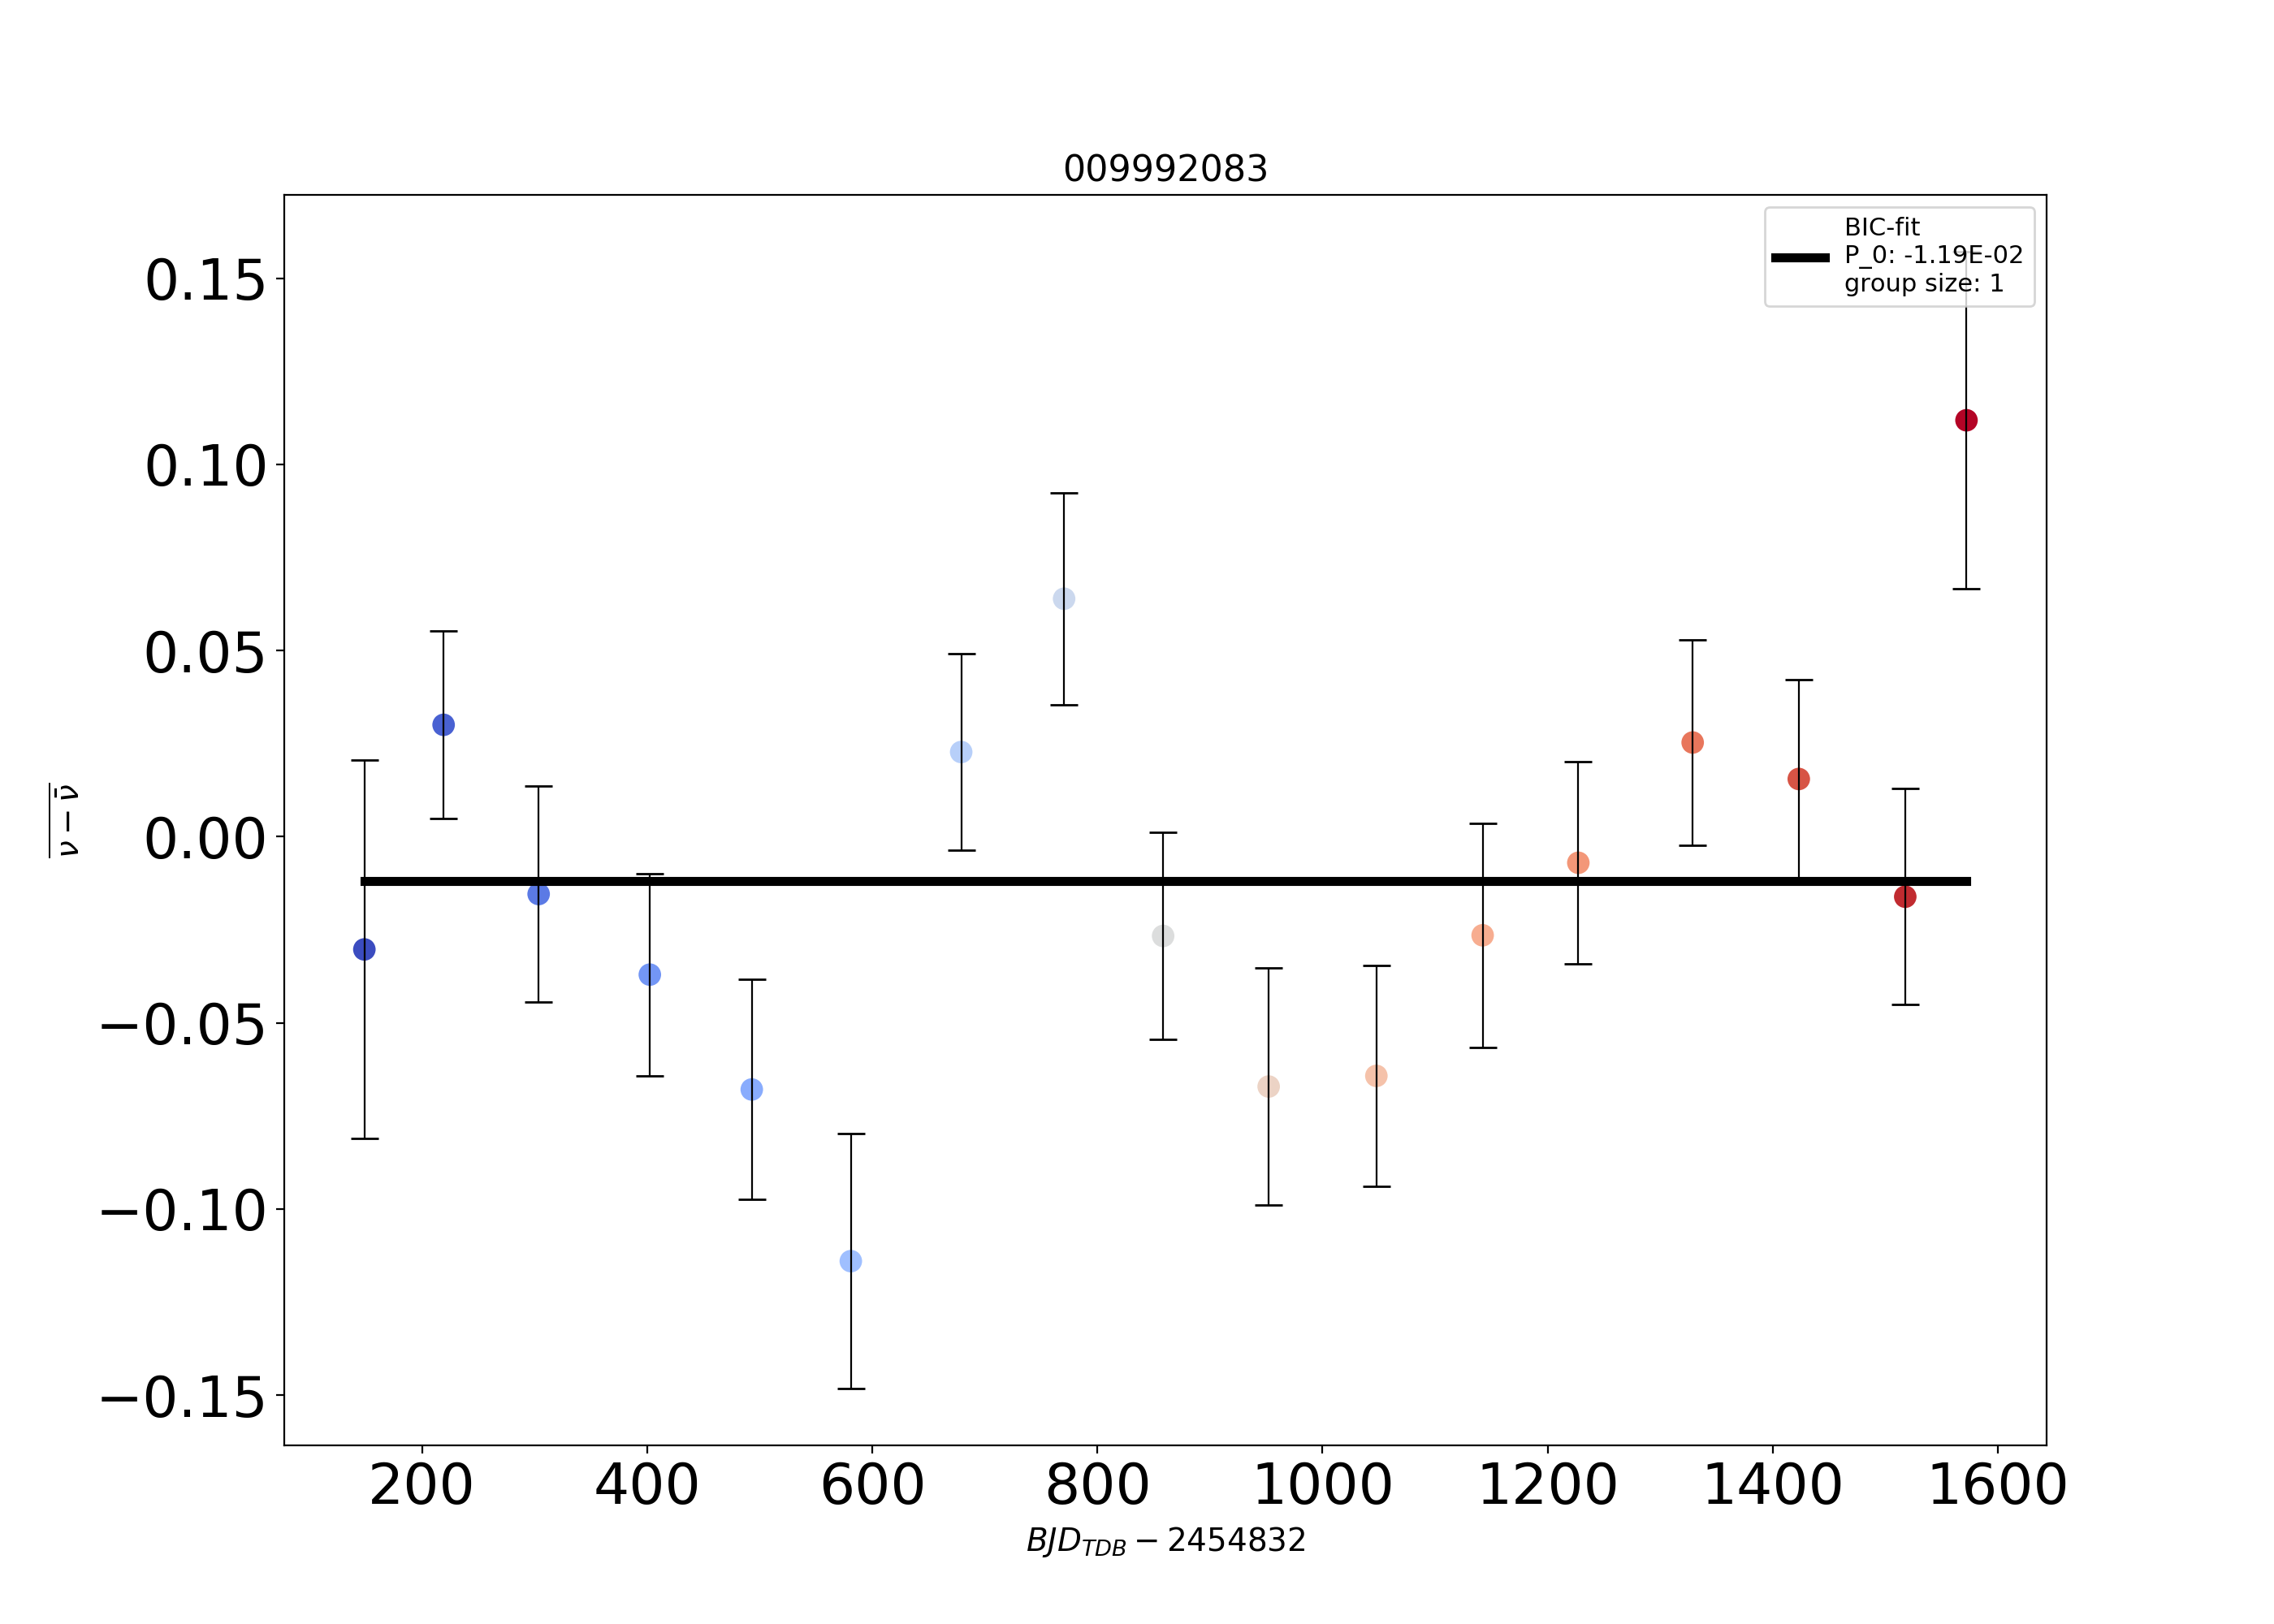 009992083
BIC-fit
P_0: -1.19E-02
group size: 1
0.15
0.10
0.05
0.00
−0.05
−0.10
−0.15
ν − ν̄
200 400 600 800 1000 1200 1400 1600
BJD_TDB − 2454832